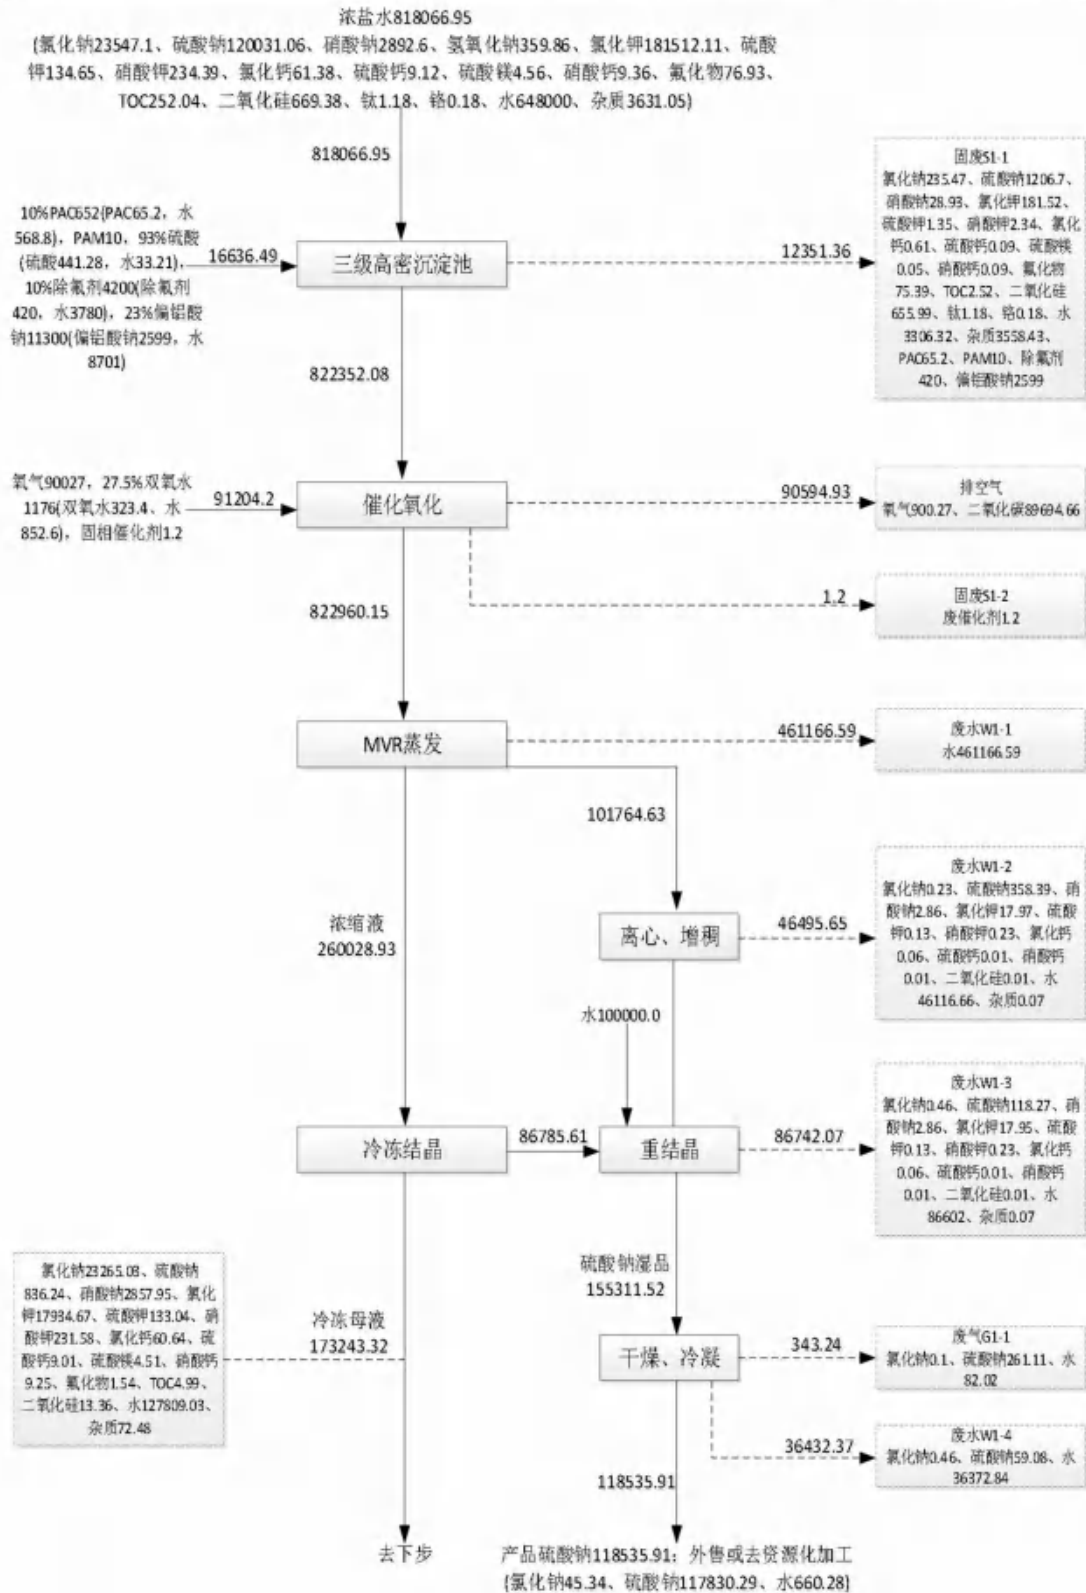 浓盐水818066.95
(氯化钠23547.1、硫酸钠120031.06、硝酸钠2892.6、氢氧化钠359.86、氯化钾181512.11、硫酸
钾134.65、硝酸钾234.39、氯化钙61.38、硫酸钙9.12、硫酸镁4.56、硝酸钙9.36、氟化物76.93、
TOC252.04、二氧化硅669.38、钛1.18、铬0.18、水648000、杂质3631.05)
818066.95
10%PAC652(PAC65.2，水
568.8)，PAM10，93%硫酸
(硫酸441.28，水33.21)，
10%除氟剂4200(除氟剂
420，水3780)，23%偏铝酸
钠11300(偏铝酸钠2599，水
8701)
16636.49
三级高密沉淀池
12351.36
固废S1-1
氯化钠235.47、硫酸钠1206.7、
硝酸钠28.93、氯化钾181.52、
硫酸钾1.35、硝酸钾2.34、氯化
钙0.61、硫酸钙0.09、硫酸镁
0.05、硝酸钙0.09、氟化物
75.39、TOC2.52、二氧化硅
655.99、钛1.18、铬0.18、水
3306.32、杂质3558.43、
PAC65.2、PAM10、除氟剂
420、偏铝酸钠2599
822352.08
氧气90027，27.5%双氧水
1176(双氧水323.4、水
852.6)，固相催化剂1.2
91204.2
催化氧化
90594.93
排空气
氧气900.27、二氧化碳89694.66
1.2
固废S1-2
废催化剂1.2
822960.15
MVR蒸发
461166.59
废水W1-1
水461166.59
101764.63
浓缩液
260028.93
离心、增稠
46495.65
废水W1-2
氯化钠0.23、硫酸钠358.39、硝
酸钠2.86、氯化钾17.97、硫酸
钾0.13、硝酸钾0.23、氯化钙
0.06、硫酸钙0.01、硝酸钙
0.01、二氧化硅0.01、水
46116.66、杂质0.07
水100000.0
冷冻结晶
86785.61
重结晶
86742.07
废水W1-3
氯化钠0.46、硫酸钠118.27、硝
酸钠2.86、氯化钾17.95、硫酸
钾0.13、硝酸钾0.23、氯化钙
0.06、硫酸钙0.01、硝酸钙
0.01、二氧化硅0.01、水
86602、杂质0.07
硫酸钠湿品
155311.52
氯化钠23265.03、硫酸钠
836.24、硝酸钠2857.95、氯化
钾17934.67、硫酸钾133.04、硝
酸钾231.58、氯化钙60.64、硫
酸钙9.01、硫酸镁4.51、硝酸钙
9.25、氟化物1.54、TOC4.99、
二氧化硅13.36、水127809.03、
杂质72.48
冷冻母液
173243.32
干燥、冷凝
343.24
废气G1-1
氯化钠0.1、硫酸钠261.11、水
82.02
36432.37
废水W1-4
氯化钠0.46、硫酸钠59.08、水
36372.84
118535.91
去下步
产品硫酸钠118535.91；外售或去资源化加工
(氯化钠45.34、硫酸钠117830.29、水660.28)